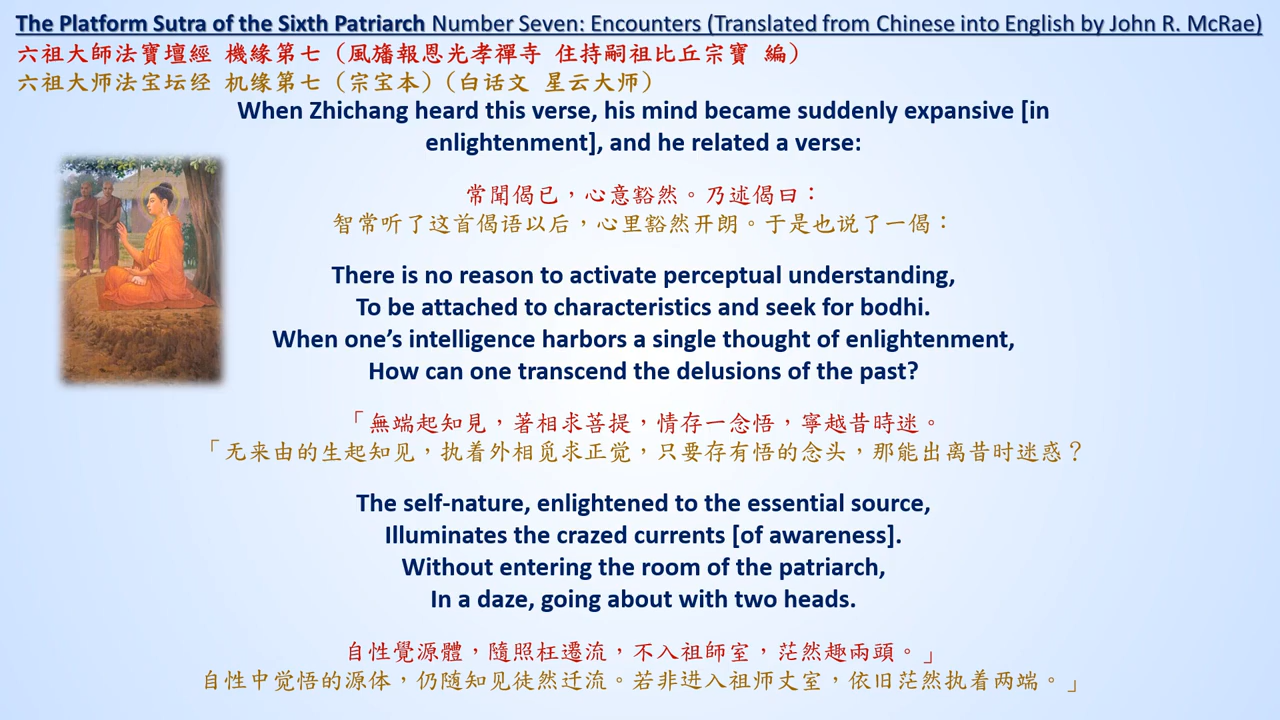 The Platform Sutra of the Sixth Patriarch Number Seven: Encounters (Translated from Chinese into English by John R. McRae)
六祖大師法寶壇經 機緣第七（風旛報恩光孝禪寺 住持嗣祖比丘宗寶 編）
六祖大师法宝坛经 机缘第七（宗宝本）（白话文 星云大师）
When Zhichang heard this verse, his mind became suddenly expansive [in
enlightenment], and he related a verse:
常聞偈已，心意豁然。乃述偈曰：
智常听了这首偈语以后，心里豁然开朗。于是也说了一偈：
There is no reason to activate perceptual understanding,
To be attached to characteristics and seek for bodhi.
When one’s intelligence harbors a single thought of enlightenment,
How can one transcend the delusions of the past?
「無端起知見，著相求菩提，情存一念悟，寧越昔時迷。
「无来由的生起知见，执着外相觅求正觉，只要存有悟的念头，那能出离昔时迷惑？
The self-nature, enlightened to the essential source,
Illuminates the crazed currents [of awareness].
Without entering the room of the patriarch,
In a daze, going about with two heads.
自性覺源體，隨照枉遷流，不入祖師室，茫然趣兩頭。」
自性中觉悟的源体，仍随知见徒然迁流。若非进入祖师丈室，依旧茫然执着两端。」